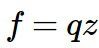 f = qz